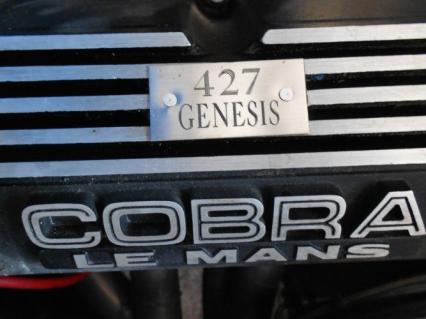 427
GENESIS
COBRA
LE MANS